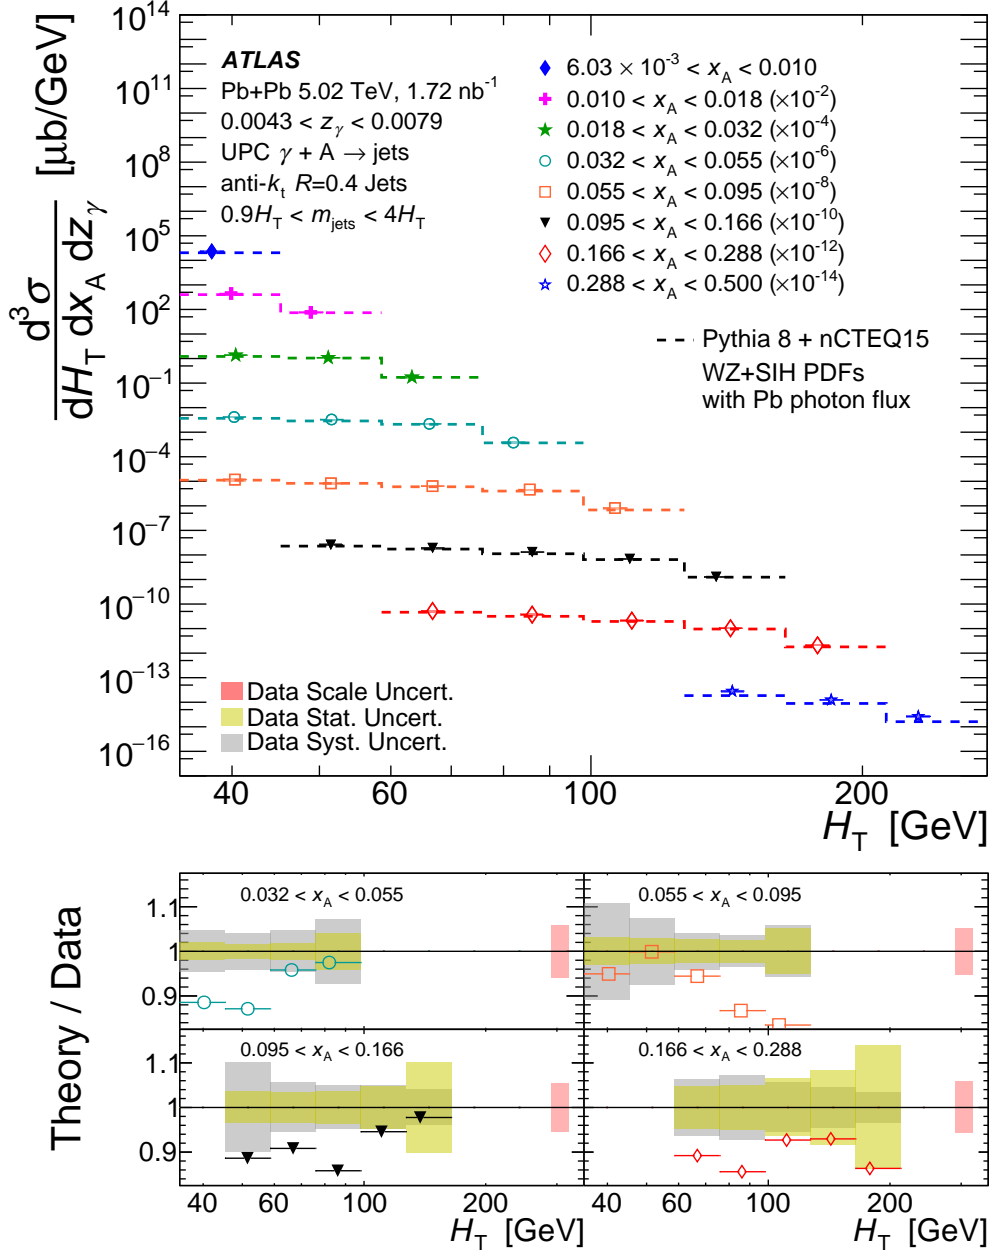 10^14
10^11
10^8
10^5
10^2
10^-1
10^-4
10^-7
10^-10
10^-13
10^-16
d^3 σ / dH_T dx_A dz_γ [μb/GeV]
ATLAS
Pb+Pb 5.02 TeV, 1.72 nb^-1
0.0043 < z_γ < 0.0079
UPC γ + A → jets
anti-k_t R=0.4 Jets
0.9H_T < m_jets < 4H_T
6.03 × 10^-3 < x_A < 0.010
0.010 < x_A < 0.018 (×10^-2)
0.018 < x_A < 0.032 (×10^-4)
0.032 < x_A < 0.055 (×10^-6)
0.055 < x_A < 0.095 (×10^-8)
0.095 < x_A < 0.166 (×10^-10)
0.166 < x_A < 0.288 (×10^-12)
0.288 < x_A < 0.500 (×10^-14)
Pythia 8 + nCTEQ15
WZ+SIH PDFs
with Pb photon flux
Data Scale Uncert.
Data Stat. Uncert.
Data Syst. Uncert.
40 60 100 200
H_T [GeV]
Theory / Data
1.1
1
0.9
0.032 < x_A < 0.055
0.055 < x_A < 0.095
1.1
1
0.9
0.095 < x_A < 0.166
0.166 < x_A < 0.288
40 60 100 200
40 60 100 200
H_T [GeV]
H_T [GeV]